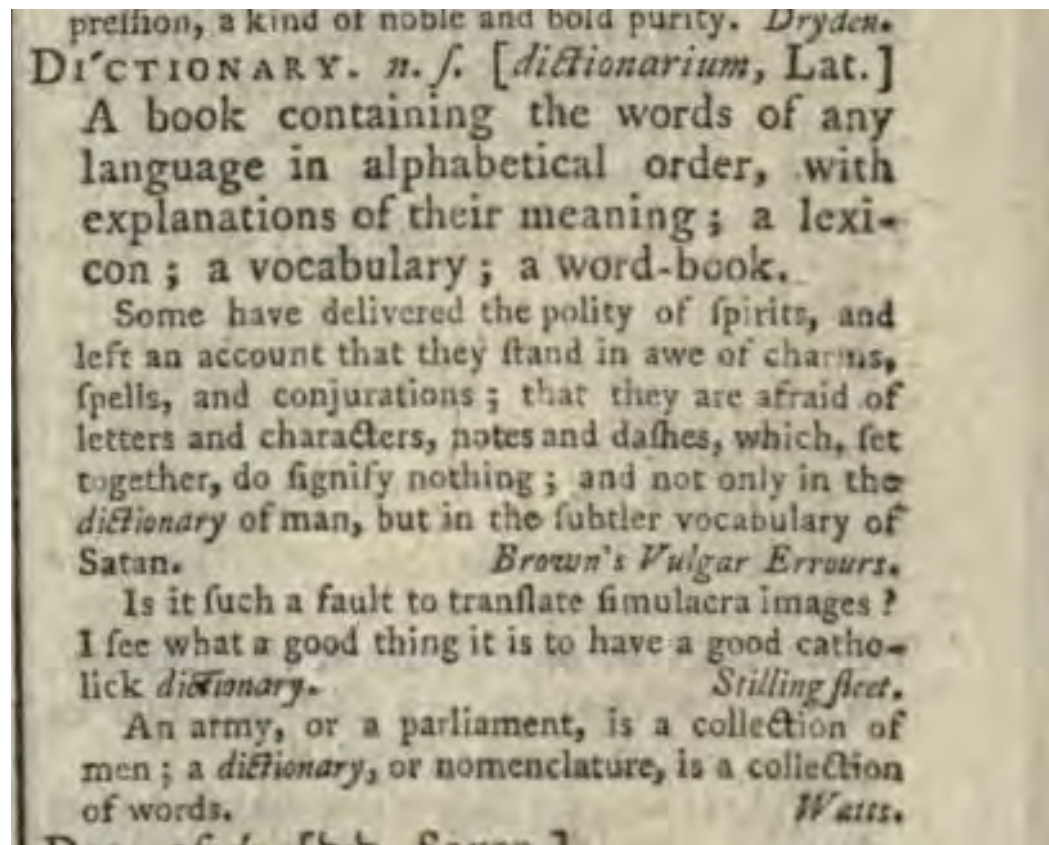 preſſion, a kind of noble and bold purity. Dryden.
DI´CTIONARY. n. ſ. [dictionarium, Lat.]
A book containing the words of any
language in alphabetical order, with
explanations of their meaning ; a lexi-
con ; a vocabulary ; a word-book.
Some have delivered the polity of ſpirits, and
left an account that they ſtand in awe of charms,
ſpells, and conjurations ; that they are afraid of
letters and characters, notes and daſhes, which, ſet
together, do ſignify nothing ; and not only in the
dictionary of man, but in the ſubtler vocabulary of
Satan. Brown's Vulgar Errours.
Is it ſuch a fault to tranſlate ſimulacra images ?
I ſee what a good thing it is to have a good catho-
lick dictionary. Stillingfleet.
An army, or a parliament, is a collection of
men ; a dictionary, or nomenclature, is a collection
of words. Watts.